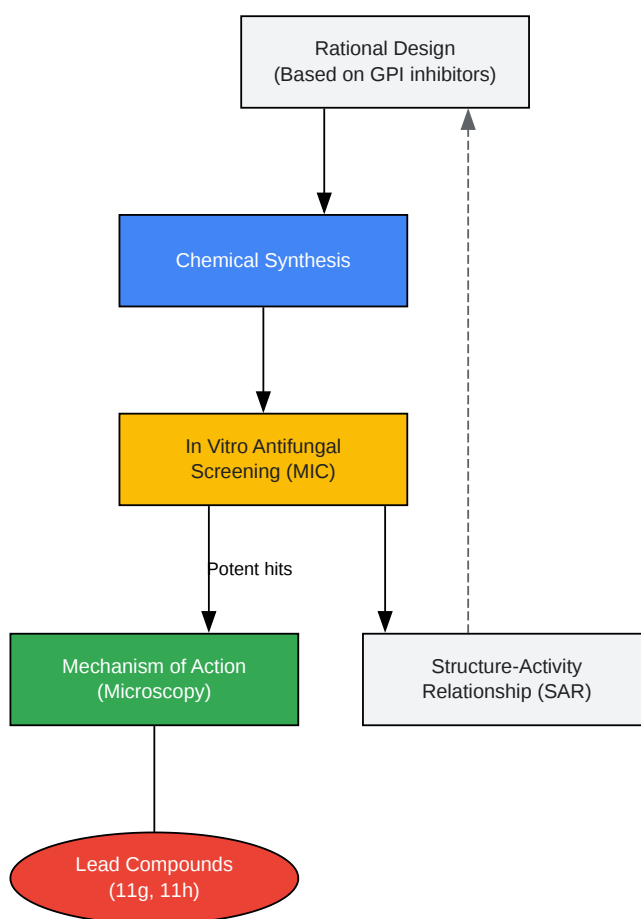 Rational Design
(Based on GPI inhibitors)
Chemical Synthesis
In Vitro Antifungal
Screening (MIC)
Potent hits
Mechanism of Action
(Microscopy)
Structure-Activity
Relationship (SAR)
Lead Compounds
(11g, 11h)